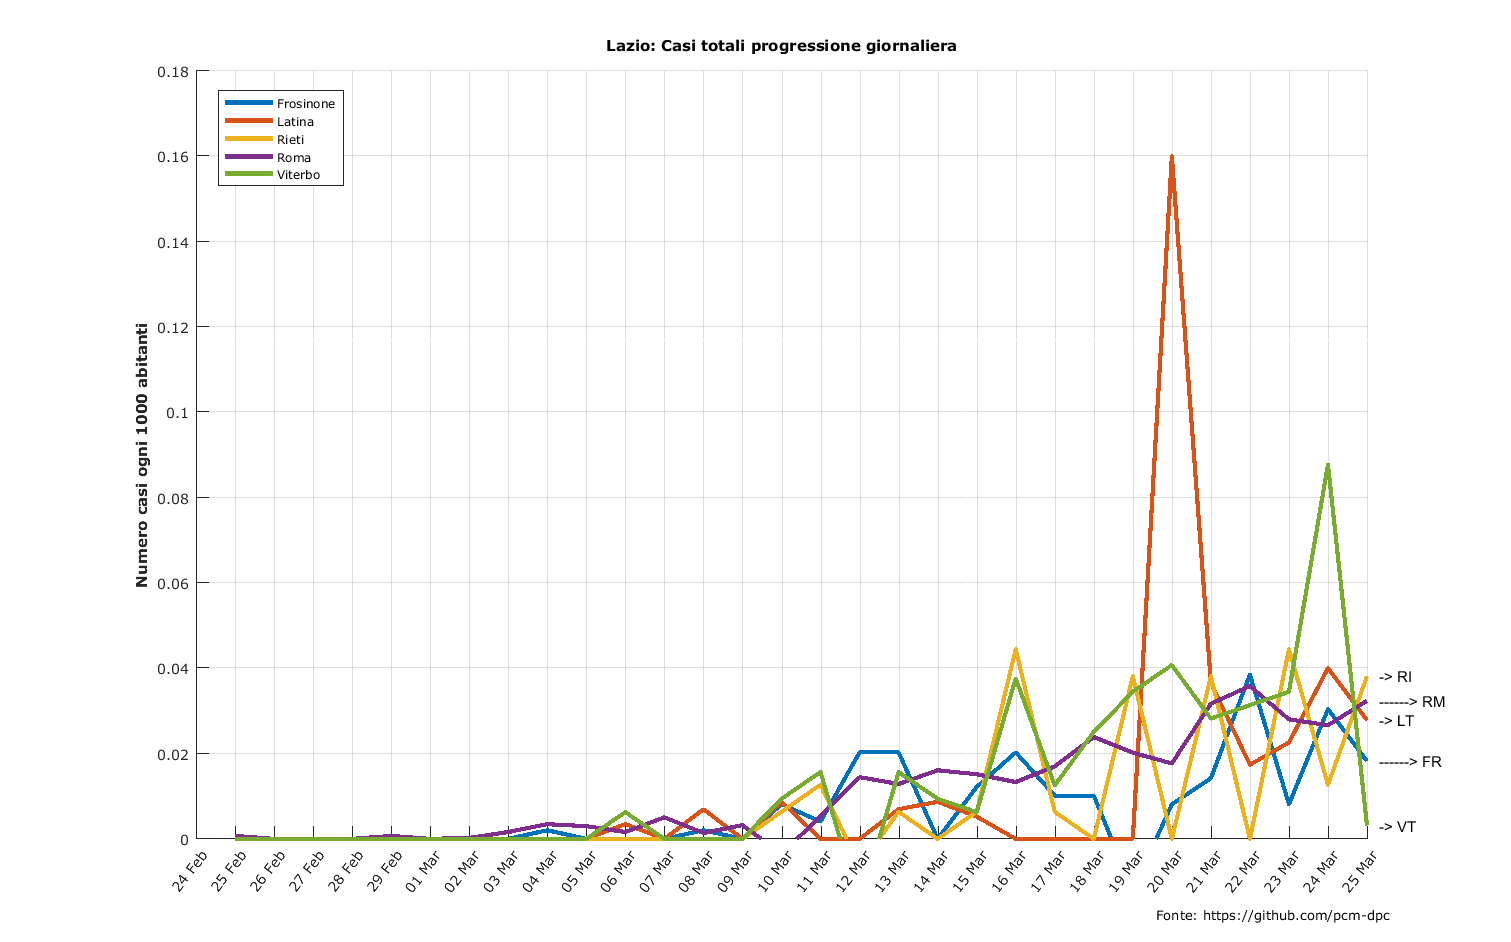 Lazio: Casi totali progressione giornaliera
0.18
0.16
0.14
0.12
0.1
0.08
0.06
0.04
0.02
0
Numero casi ogni 1000 abitanti
Frosinone
Latina
Rieti
Roma
Viterbo
-> RI
------> RM
-> LT
------> FR
-> VT
24 Feb
25 Feb
26 Feb
27 Feb
28 Feb
29 Feb
01 Mar
02 Mar
03 Mar
04 Mar
05 Mar
06 Mar
07 Mar
08 Mar
09 Mar
10 Mar
11 Mar
12 Mar
13 Mar
14 Mar
15 Mar
16 Mar
17 Mar
18 Mar
19 Mar
20 Mar
21 Mar
22 Mar
23 Mar
24 Mar
25 Mar
Fonte: https://github.com/pcm-dpc